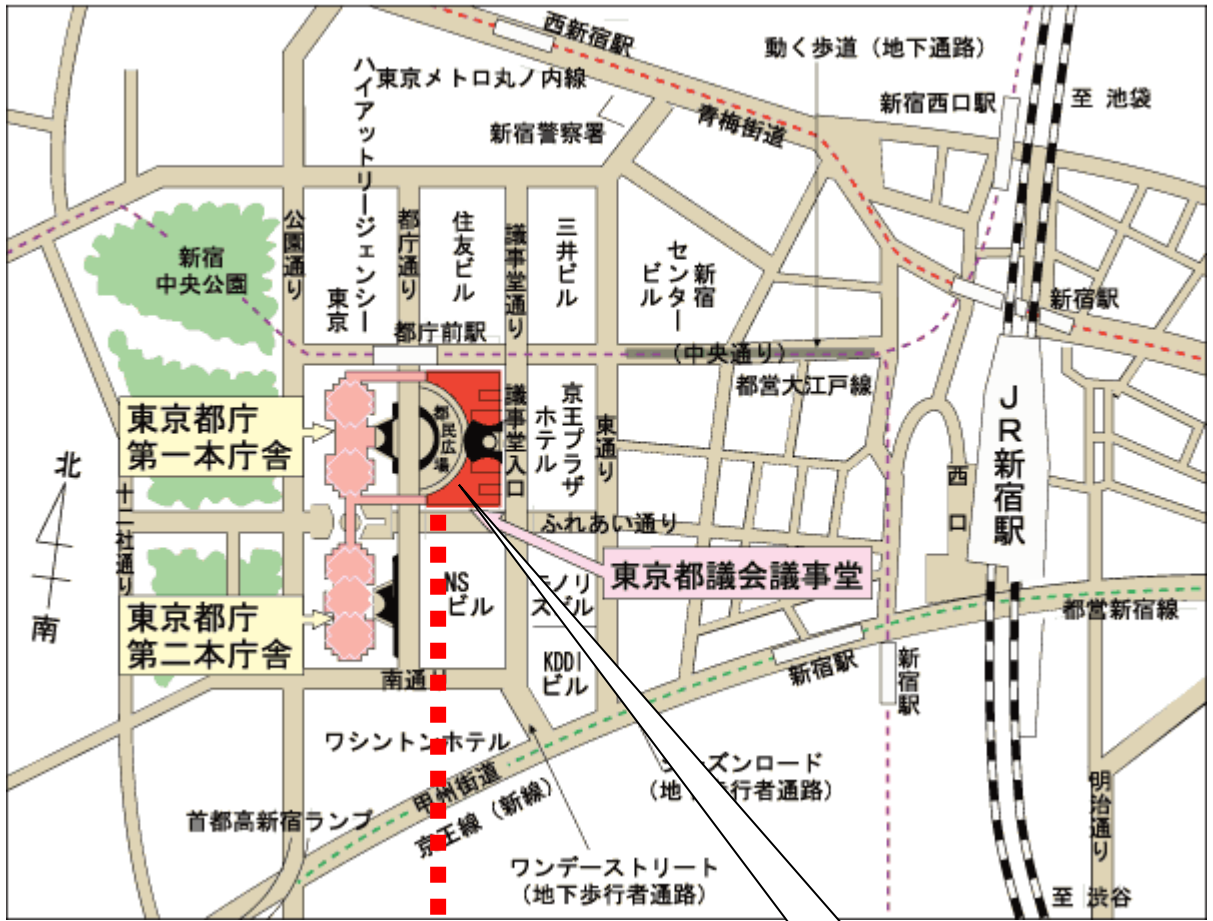 西新宿駅
動く歩道（地下通路）
東京メトロ丸ノ内線
新宿西口駅
至 池袋
新宿警察署
青梅街道
ハイアットリージェンシー
東京
公園通り
都庁通り
住友ビル
議事堂通り
三井ビル
新宿
センター
ビル
新宿
中央公園
新宿駅
都庁前駅
（中央通り）
都営大江戸線
東京都庁
第一本庁舎
都民広場
議事堂入口
京王プラザ
ホテル
東通り
JR新宿駅
西口
北
南
十二社通り
ふれあい通り
東京都議会議事堂
東京都庁
第二本庁舎
NS
ビル
KDDI
ビル
都営新宿線
新宿駅
新宿駅
南通り
ワシントンホテル
（地下歩行者通路）
甲州街道
京王線（新線）
首都高新宿ランプ
明治通り
ワンデーストリート
（地下歩行者通路）
至 渋谷